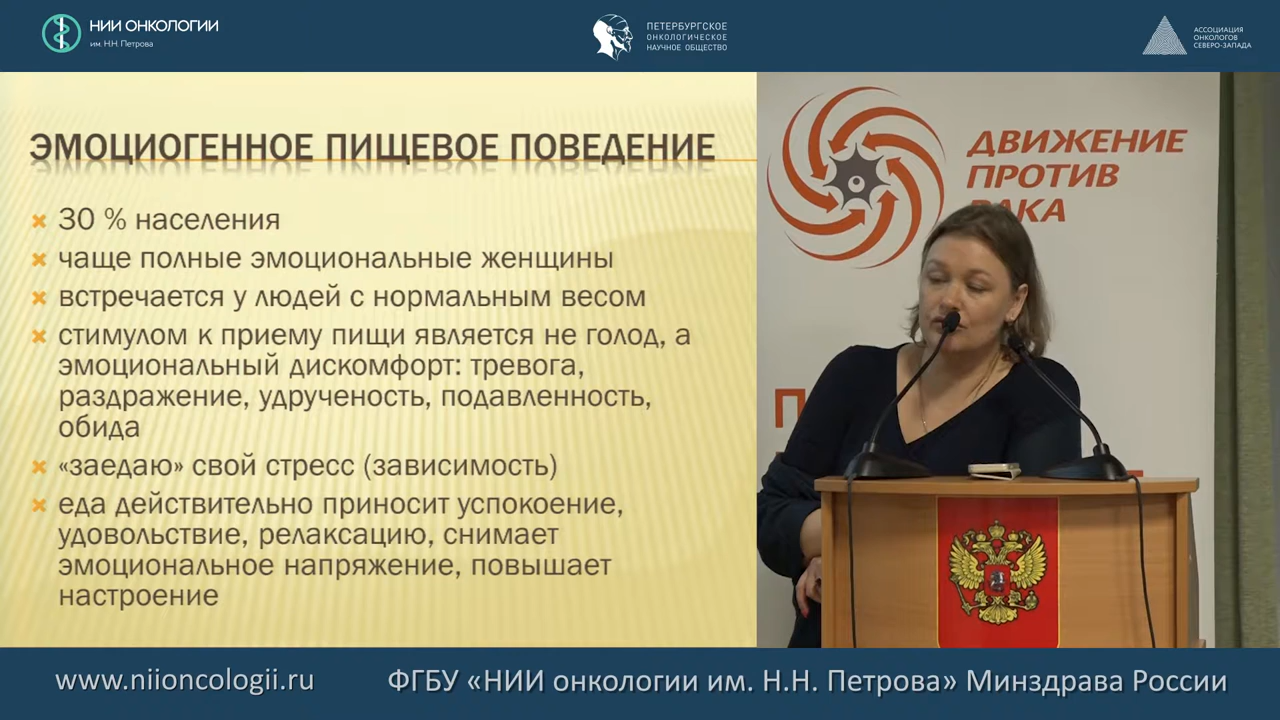 НИИ ОНКОЛОГИИ
им. Н.Н. Петрова
ПЕТЕРБУРГСКОЕ
ОНКОЛОГИЧЕСКОЕ
НАУЧНОЕ ОБЩЕСТВО
АССОЦИАЦИЯ
ОНКОЛОГОВ
СЕВЕРО-ЗАПАДА
ЭМОЦИОГЕННОЕ ПИЩЕВОЕ ПОВЕДЕНИЕ
30 % населения
чаще полные эмоциональные женщины
встречается у людей с нормальным весом
стимулом к приему пищи является не голод, а
эмоциональный дискомфорт: тревога,
раздражение, удрученость, подавленность,
обида
«заедаю» свой стресс (зависимость)
еда действительно приносит успокоение,
удовольствие, релаксацию, снимает
эмоциональное напряжение, повышает
настроение
ДВИЖЕНИЕ
ПРОТИВ
РАКА
www.niioncologii.ru
ФГБУ «НИИ онкологии им. Н.Н. Петрова» Минздрава России